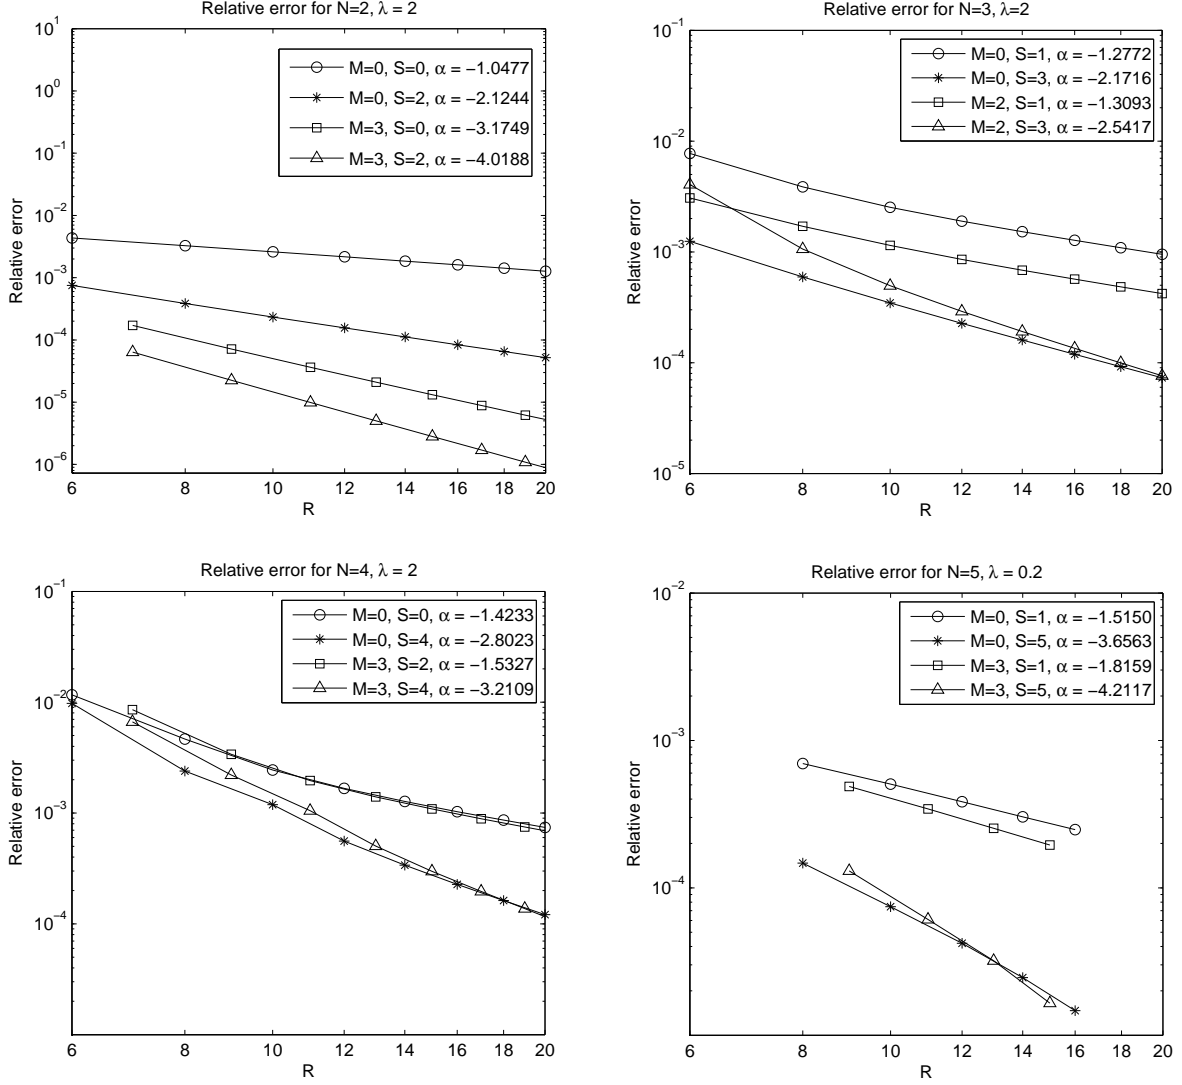 Relative error for N=2, λ = 2
10^1
10^0
10^−1
10^−2
10^−3
10^−4
10^−5
10^−6
Relative error
6 8 10 12 14 16 18 20
R
M=0, S=0, α = −1.0477
M=0, S=2, α = −2.1244
M=3, S=0, α = −3.1749
M=3, S=2, α = −4.0188
Relative error for N=3, λ=2
10^−1
10^−2
10^−3
10^−4
10^−5
Relative error
6 8 10 12 14 16 18 20
R
M=0, S=1, α = −1.2772
M=0, S=3, α = −2.1716
M=2, S=1, α = −1.3093
M=2, S=3, α = −2.5417
Relative error for N=4, λ = 2
10^−1
10^−2
10^−3
10^−4
Relative error
6 8 10 12 14 16 18 20
R
M=0, S=0, α = −1.4233
M=0, S=4, α = −2.8023
M=3, S=2, α = −1.5327
M=3, S=4, α = −3.2109
Relative error for N=5, λ = 0.2
10^−2
10^−3
10^−4
Relative error
6 8 10 12 14 16 18 20
R
M=0, S=1, α = −1.5150
M=0, S=5, α = −3.6563
M=3, S=1, α = −1.8159
M=3, S=5, α = −4.2117